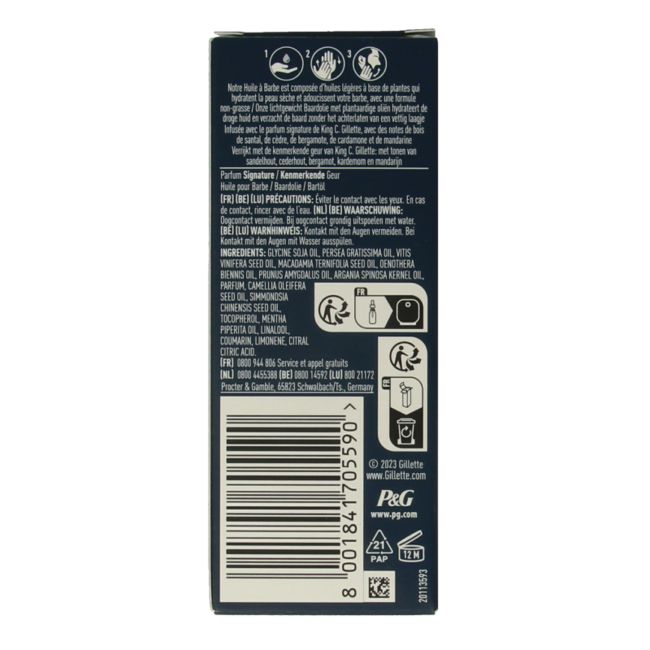 1 2 3
Notre Huile à Barbe est composée d'huiles légères à base de plantes qui
hydratent la peau sèche et adoucissent votre barbe, avec une formule
non-grasse / Onze lichtgewicht Baardolie met plantaardige oliën hydrateert de
droge huid en verzacht de baard zonder het achterlaten van een vettig laagje
Infusée avec le parfum signature de King C. Gillette, avec des notes de bois
de santal, de cèdre, de bergamote, de cardamone et de mandarine
Verrijkt met de kenmerkende geur van King C. Gillette: met tonen van
sandelhout, cederhout, bergamot, kardemom en mandarijn
Parfum Signature / Kenmerkende Geur
Huile pour Barbe / Baardolie / Bartöl
(FR) (BE) (LU) PRÉCAUTIONS: Éviter le contact avec les yeux. En cas
de contact, rincer avec de l'eau. (NL) (BE) WAARSCHUWING:
Oogcontact vermijden. Bij oogcontact grondig uitspoelen met water.
(BE) (LU) WARNHINWEIS: Kontakt mit den Augen vermeiden. Bei
Kontakt mit den Augen mit Wasser ausspülen.
INGREDIENTS: GLYCINE SOJA OIL, PERSEA GRATISSIMA OIL, VITIS
VINIFERA SEED OIL, MACADAMIA TERNIFOLIA SEED OIL, OENOTHERA
BIENNIS OIL, PRUNUS AMYGDALUS OIL, ARGANIA SPINOSA KERNEL OIL,
PARFUM, CAMELLIA OLEIFERA
SEED OIL, SIMMONDSIA
CHINENSIS SEED OIL,
TOCOPHEROL, MENTHA
PIPERITA OIL, LINALOOL,
COUMARIN, LIMONENE, CITRAL
CITRIC ACID.
FR
FR
(FR) 0800 944 806 Service et appel gratuits
(NL) 0800 4455388 (BE) 0800 14592 (LU) 800 21172
Procter & Gamble, 65823 Schwalbach/Ts., Germany
8 001841 705590 >
© 2023 Gillette
www.Gillette.com
P&G
www.pg.com
21
PAP
12 M
20113593